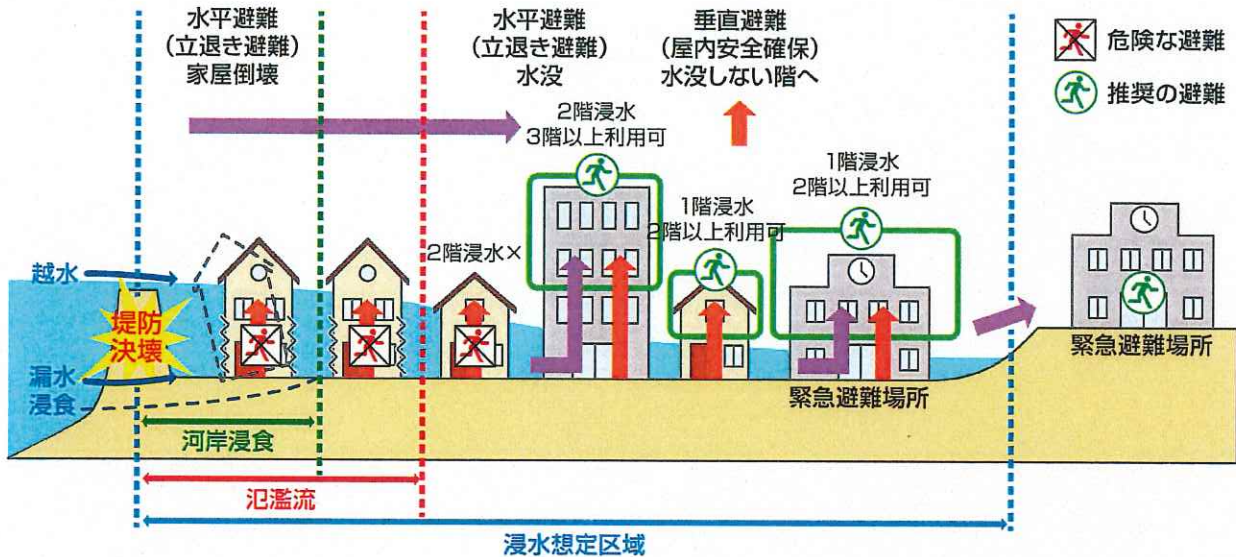 水平避難
（立退き避難）
家屋倒壊
水平避難
（立退き避難）
水没
垂直避難
（屋内安全確保）
水没しない階へ
危険な避難
推奨の避難
2階浸水
3階以上利用可
1階浸水
2階以上利用可
1階浸水
2階以上利用可
2階浸水×
越水
堤防
決壊
漏水
浸食
緊急避難場所
緊急避難場所
河岸浸食
氾濫流
浸水想定区域